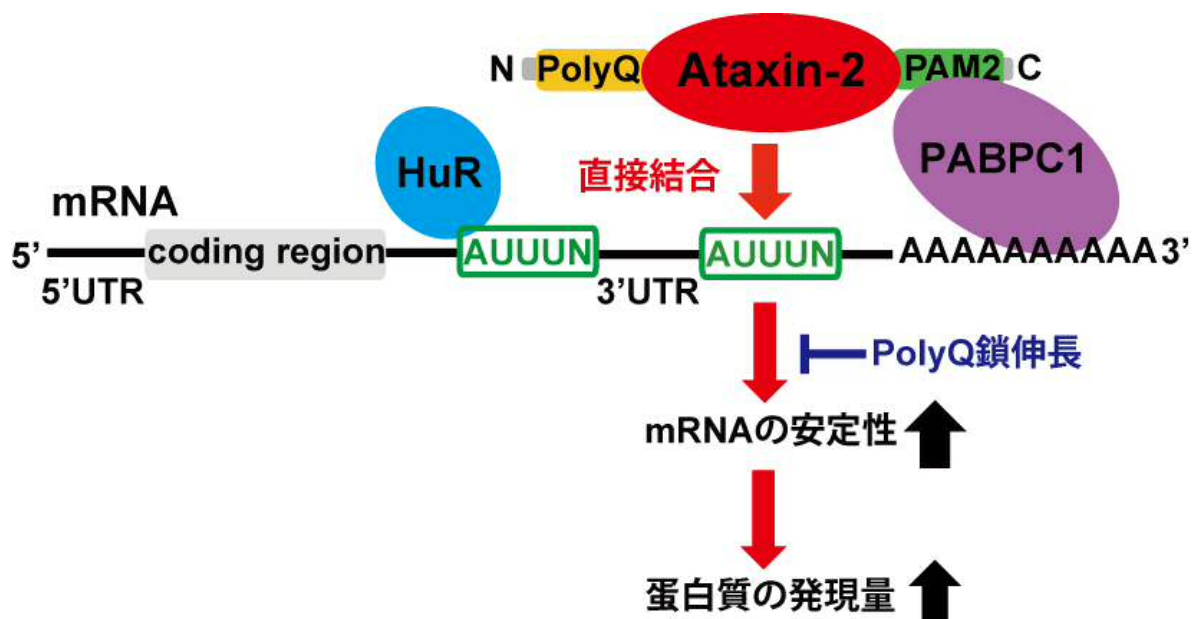 N PolyQ Ataxin-2 PAM2 C
HuR
直接結合
PABPC1
mRNA
5’ coding region AUUUN AUUUN AAAAAAAAAA 3’
5’UTR 3’UTR
PolyQ鎖伸長
mRNAの安定性
蛋白質の発現量